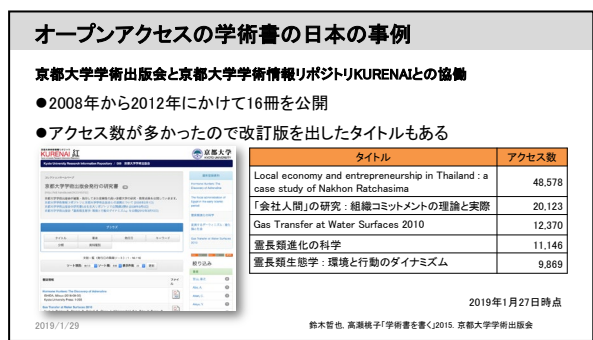 オープンアクセスの学術書の日本の事例
京都大学学術出版会と京都大学学術情報リポジトリKURENAIとの協働
●2008年から2012年にかけて16冊を公開
●アクセス数が多かったので改訂版を出したタイトルもある
KURENAI 紅
京都大学
京都大学学術出版会発行の研究書
タイトル アクセス数
Local economy and entrepreneurship in Thailand : a
case study of Nakhon Ratchasima 48,578
「会社人間」の研究 : 組織コミットメントの理論と実際 20,123
Gas Transfer at Water Surfaces 2010 12,370
霊長類進化の科学 11,146
霊長類生態学 : 環境と行動のダイナミズム 9,869
2019年1月27日時点
2019/1/29
鈴木哲也, 高瀬桃子「学術書を書く」2015. 京都大学学術出版会